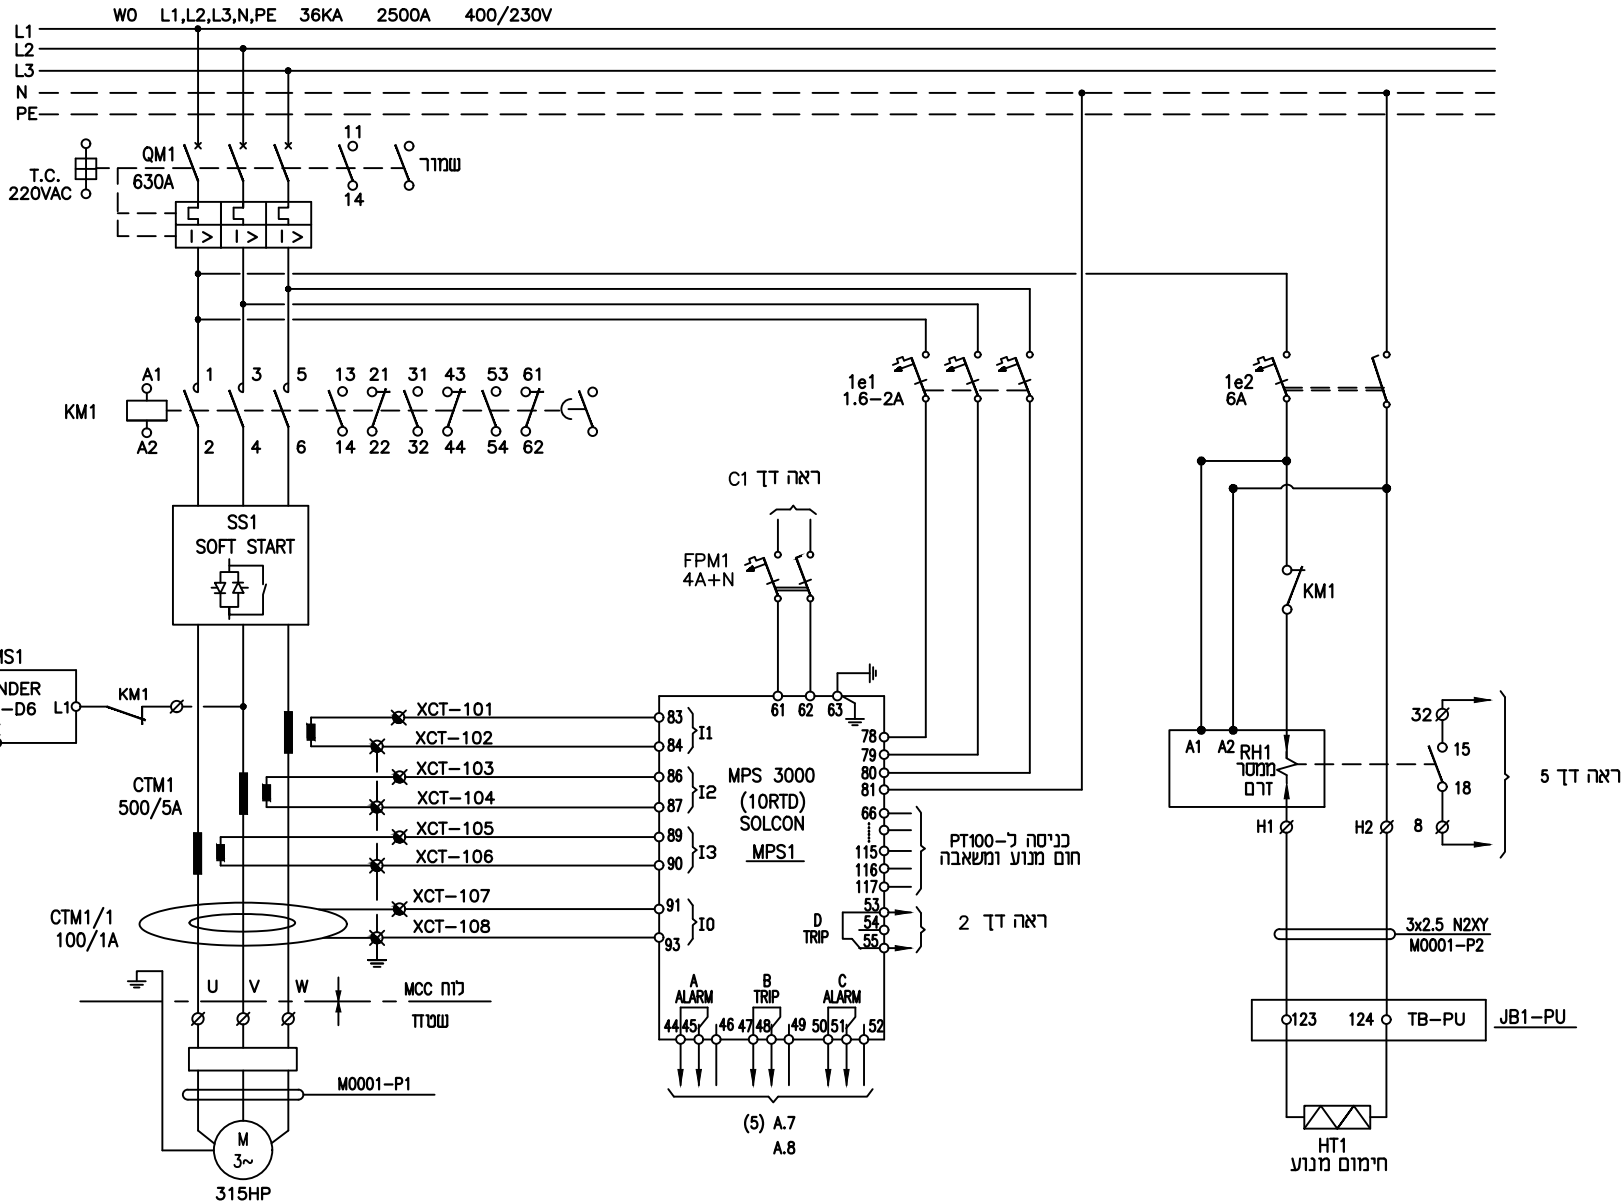 W0 L1,L2,L3,N,PE 36KA 2500A 400/230V
L1
L2
L3
N
PE
T.C.
220VAC
QM1
630A
11
14
שמור
I > I > I >
A1 1 3 5 13 21 31 43 53 61
KM1
A2 2 4 6 14 22 32 44 54 62
1e1
1.6-2A
1e2
6A
ראה דף C1
FPM1
4A+N
SS1
SOFT START
KM1
MS1
NDER
-D6
L1
KM1
61 62 63
XCT-101
XCT-102
XCT-103
XCT-104
XCT-105
XCT-106
XCT-107
XCT-108
83
84
I1
86
87
I2
89
90
I3
91
93
I0
CTM1
500/5A
CTM1/1
100/1A
MPS 3000
(10RTD)
SOLCON
MPS1
78
79
80
81
66
115
116
117
כניסה ל-PT100
חום מנוע ומשאבה
53
54
55
D
TRIP
ראה דף 2
A
ALARM
B
TRIP
C
ALARM
44 45 46 47 48 49 50 51 52
(5) A.7
A.8
A1 A2
RH1
ממסר
זרם
32
15
18
8
ראה דף 5
H1 H2
3x2.5 N2XY
M0001-P2
123 124 TB-PU
JB1-PU
HT1
חימום מנוע
U V W
לוח MCC
שטח
M0001-P1
M
3~
315HP